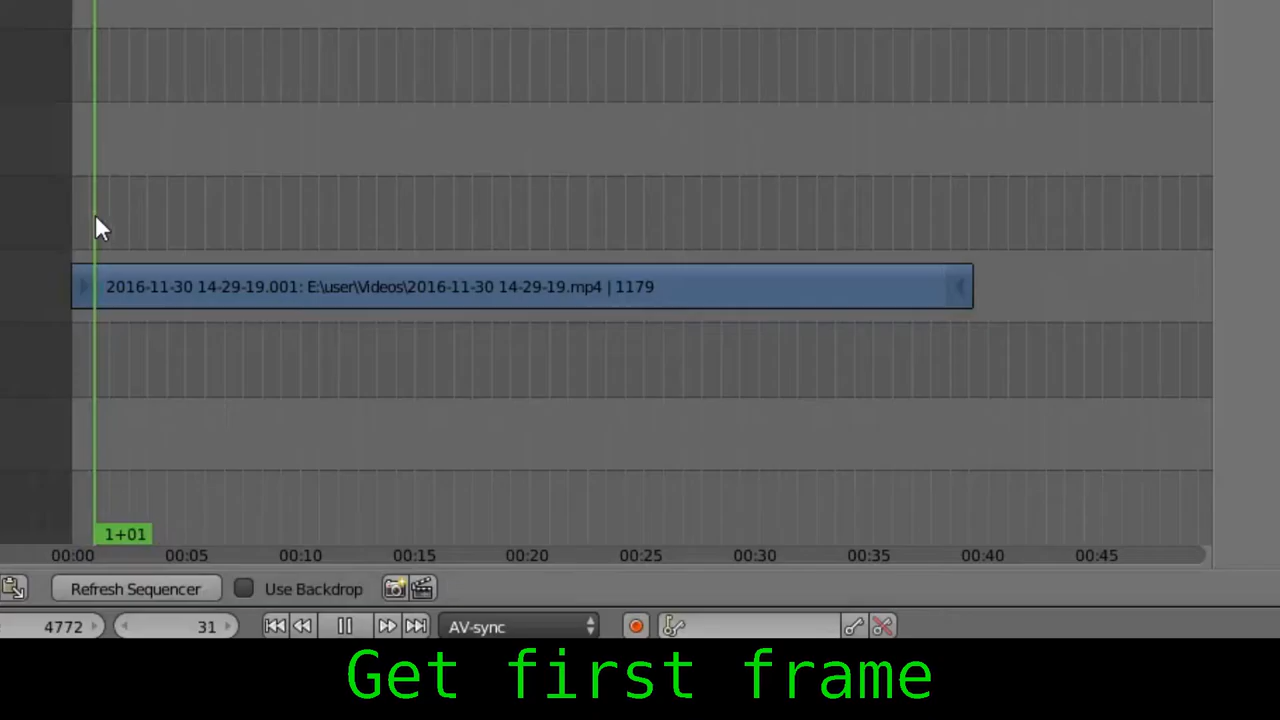 2016-11-30 14-29-19.001: E:\user\Videos\2016-11-30 14-29-19.mp4 | 1179
1+01
00:00 00:05 00:10 00:15 00:20 00:25 00:30 00:35 00:40 00:45
Refresh Sequencer Use Backdrop
4772 31 AV-sync
Get first frame